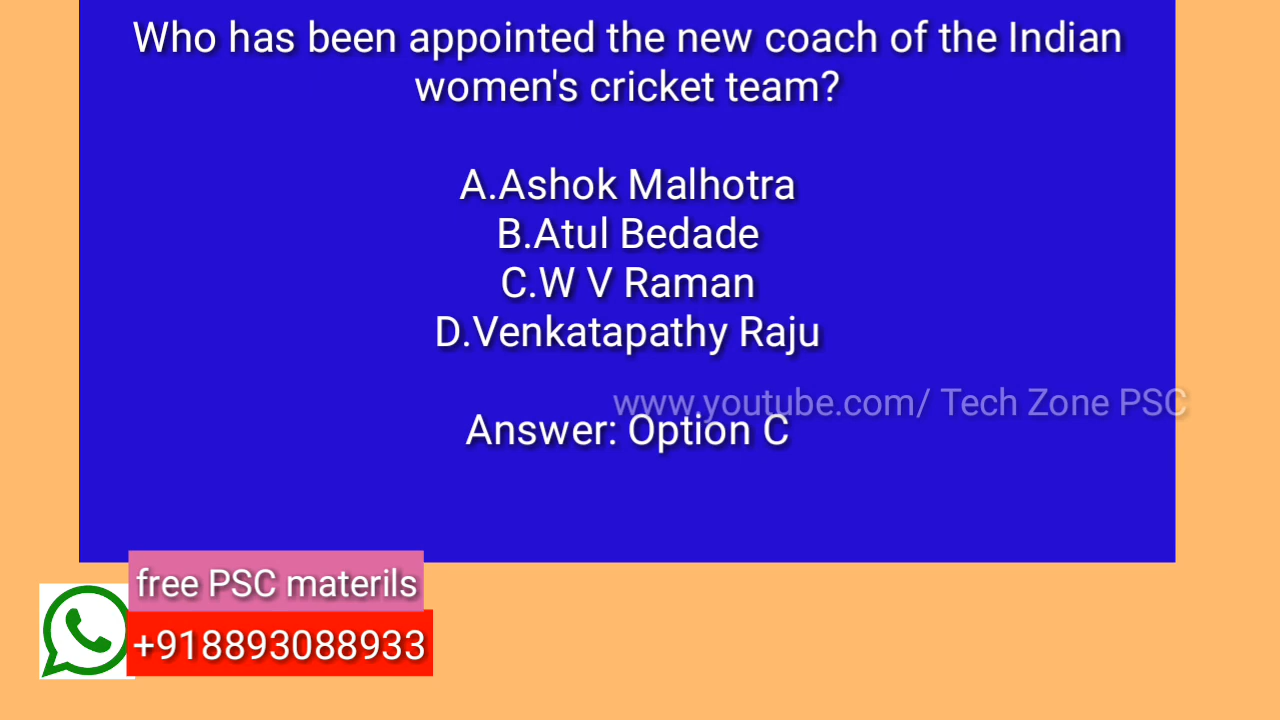 Who has been appointed the new coach of the Indian
women's cricket team?
A.Ashok Malhotra
B.Atul Bedade
C.W V Raman
D.Venkatapathy Raju
www.youtube.com/ Tech Zone PSC
Answer: Option C
free PSC materils
+918893088933